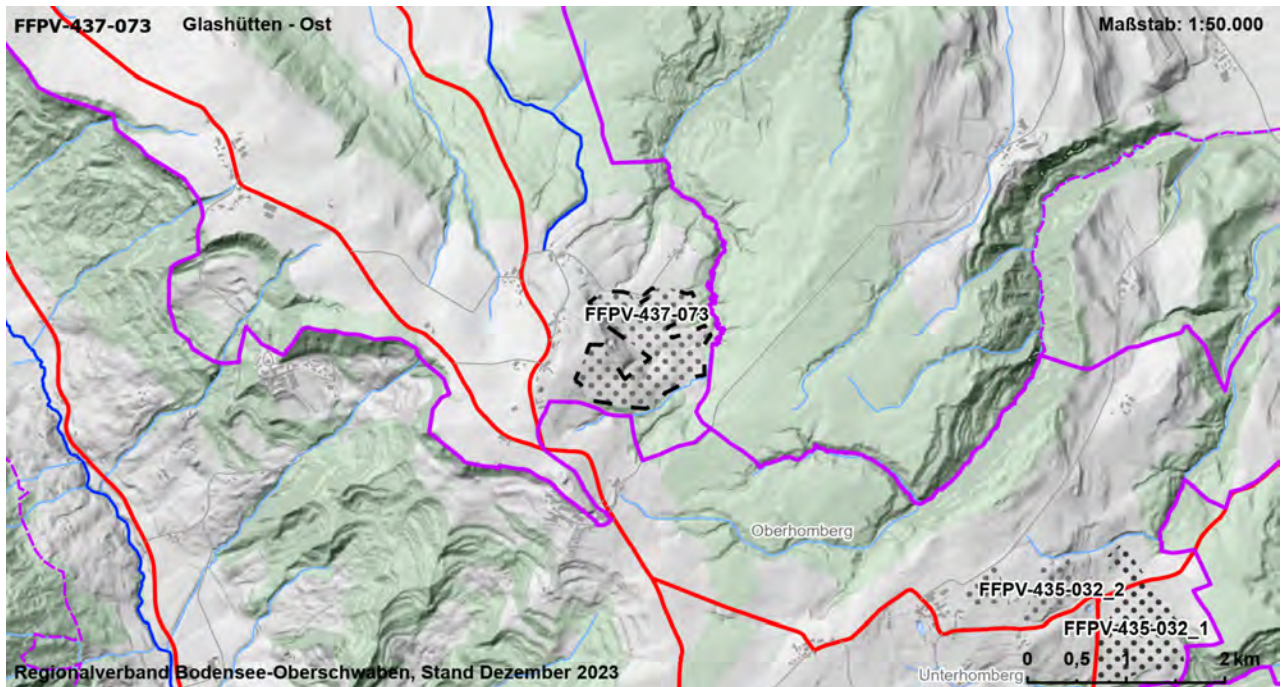 FFPV-437-073 Glashütten - Ost
Maßstab: 1:50.000
FFPV-437-073
Oberhomberg
FFPV-435-032_2
FFPV-435-032_1
0 0,5 1 2 km
Unterhomberg
Regionalverband Bodensee-Oberschwaben, Stand Dezember 2023